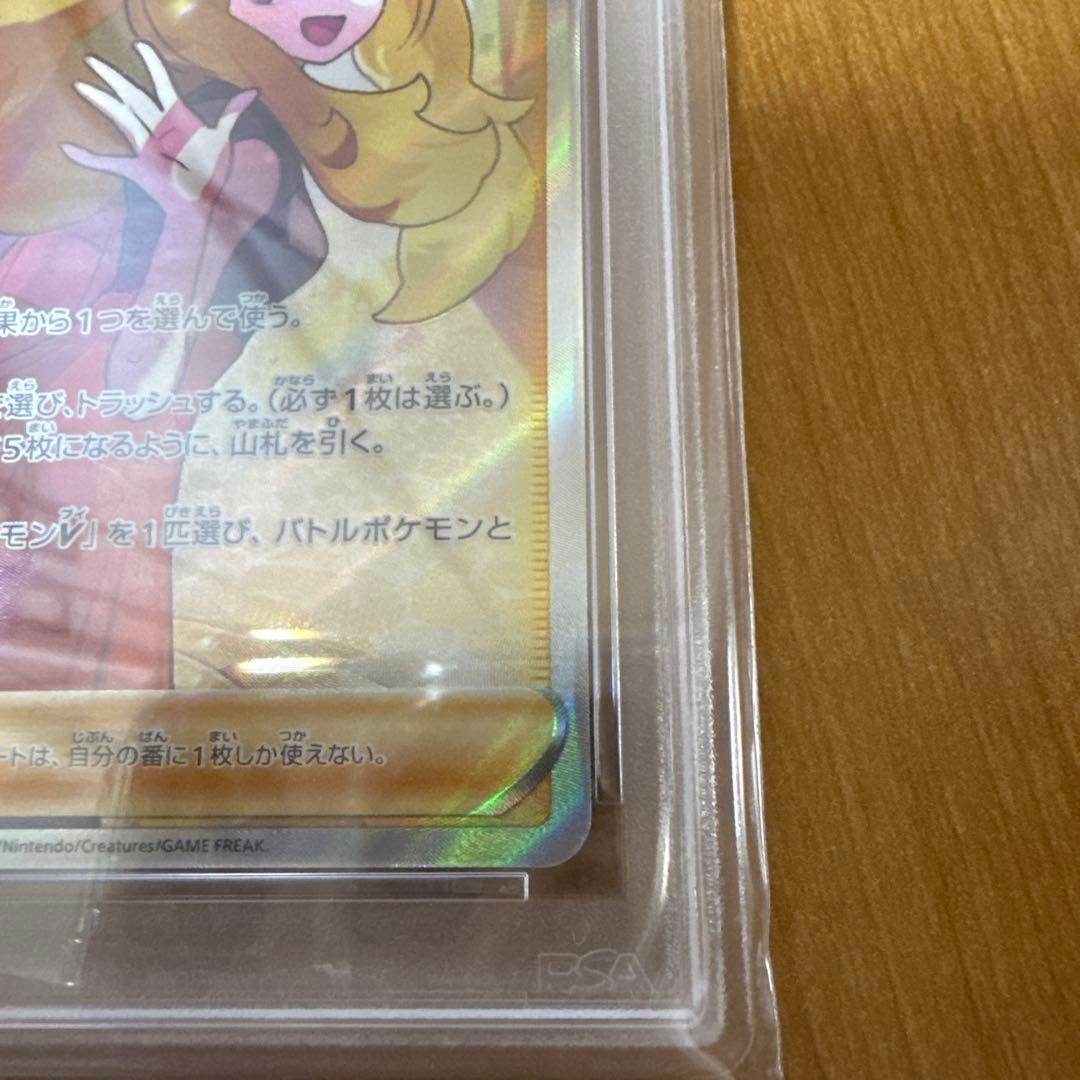 果から1つを選んで使う。
選び、トラッシュする。(必ず1枚は選ぶ。)
5枚になるように、山札を引く。
モンV」を1匹選び、バトルポケモンと
ートは、自分の番に1枚しか使えない。
/Nintendo/Creatures/GAME FREAK.
PSA